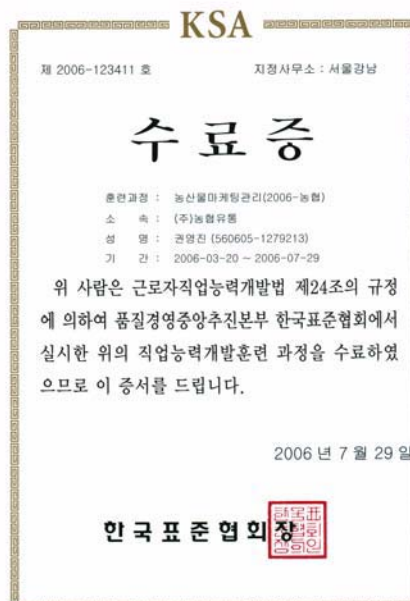 KSA
제 2006-123411 호 지정사무소 : 서울강남
수료증
훈련과정 : 농산물마케팅관리(2006-농협)
소 속 : (주)농협유통
성 명 : 권영진 (560605-1279213)
기 간 : 2006-03-20 ~ 2006-07-29
위 사람은 근로자직업능력개발법 제24조의 규정
에 의하여 품질경영중앙추진본부 한국표준협회에서
실시한 위의 직업능력개발훈련 과정을 수료하였
으므로 이 증서를 드립니다.
2006 년 7 월 29 일
한국표준협회장